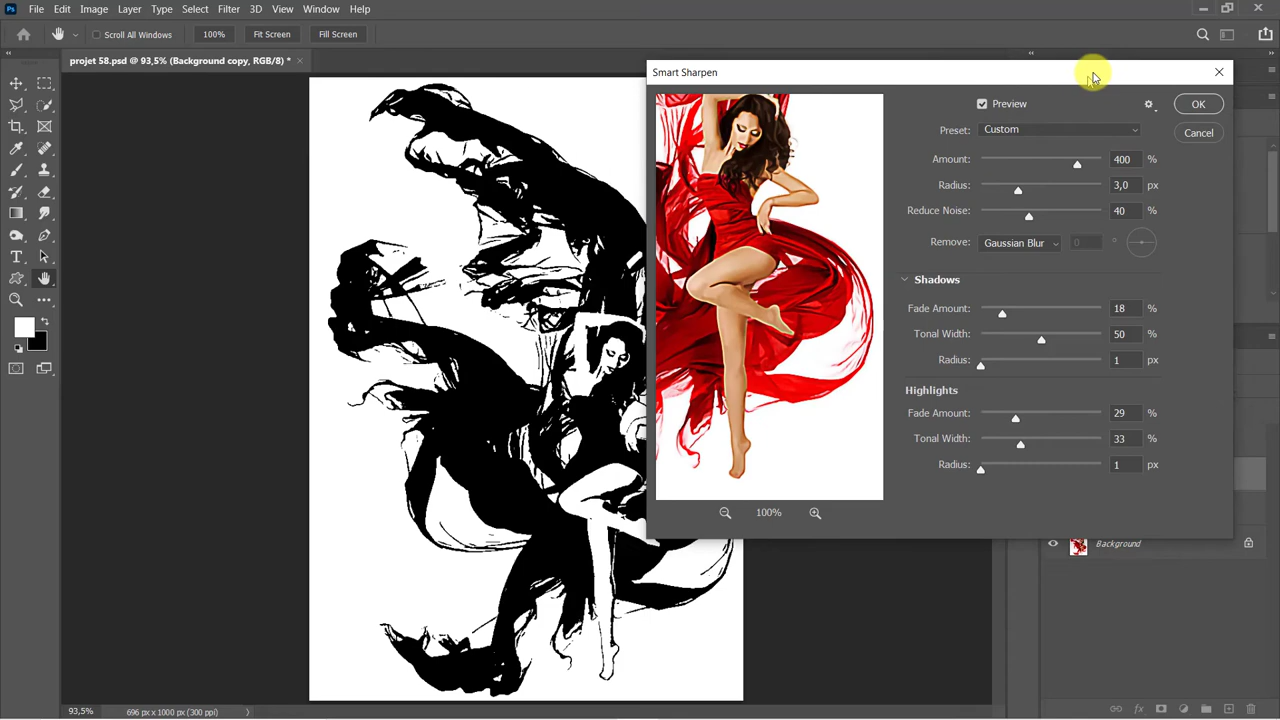 Ps File Edit Image Layer Type Select Filter 3D View Window Help
Scroll All Windows 100% Fit Screen Fill Screen
projet 58.psd @ 93,5% (Background copy, RGB/8) *
Smart Sharpen
Preview OK
Preset: Custom Cancel
Amount: 400 %
Radius: 3,0 px
Reduce Noise: 40 %
Remove: Gaussian Blur 0 °
Shadows
Fade Amount: 18 %
Tonal Width: 50 %
Radius: 1 px
Highlights
Fade Amount: 29 %
Tonal Width: 33 %
Radius: 1 px
100%
Background
93,5% 696 px x 1000 px (300 ppi)